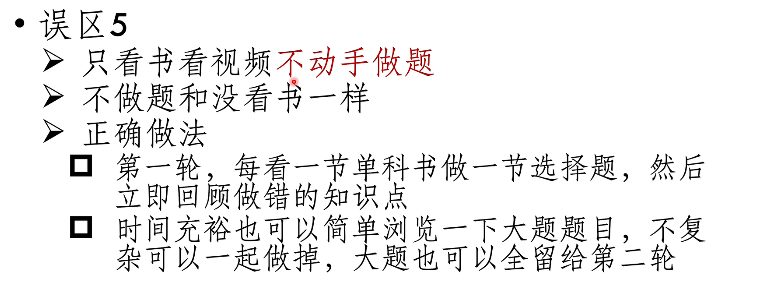 • 误区5
➢ 只看书看视频不动手做题
➢ 不做题和没看书一样
➢ 正确做法
❑ 第一轮，每看一节单科书做一节选择题，然后
立即回顾做错的知识点
❑ 时间充裕也可以简单浏览一下大题题目，不复
杂可以一起做掉，大题也可以全留给第二轮